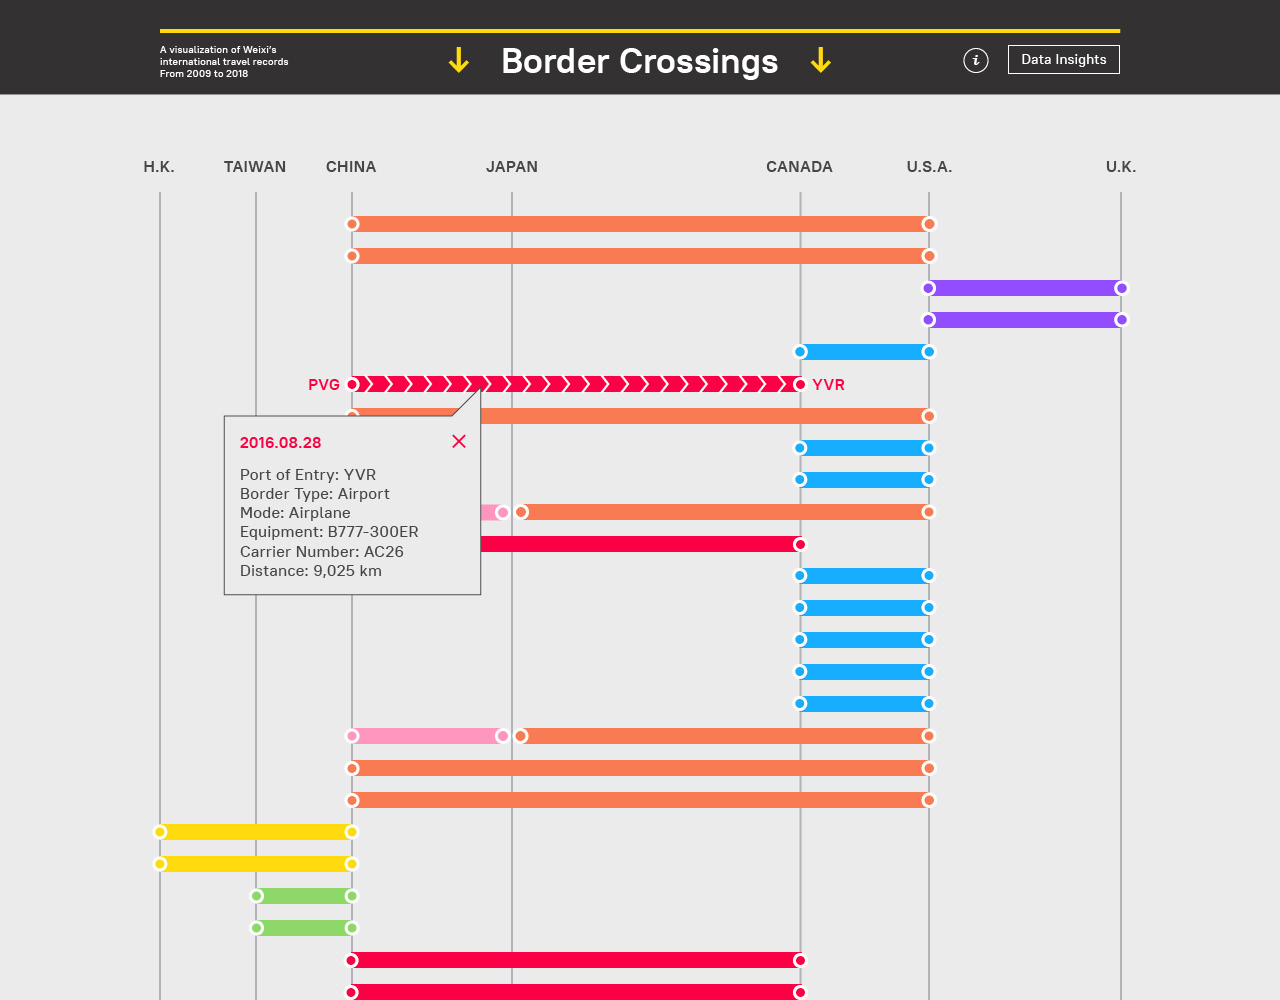 A visualization of Weixi's
international travel records
From 2009 to 2018
↓ Border Crossings ↓
i
Data Insights
H.K. TAIWAN CHINA JAPAN CANADA U.S.A. U.K.
PVG YVR
2016.08.28
Port of Entry: YVR
Border Type: Airport
Mode: Airplane
Equipment: B777-300ER
Carrier Number: AC26
Distance: 9,025 km